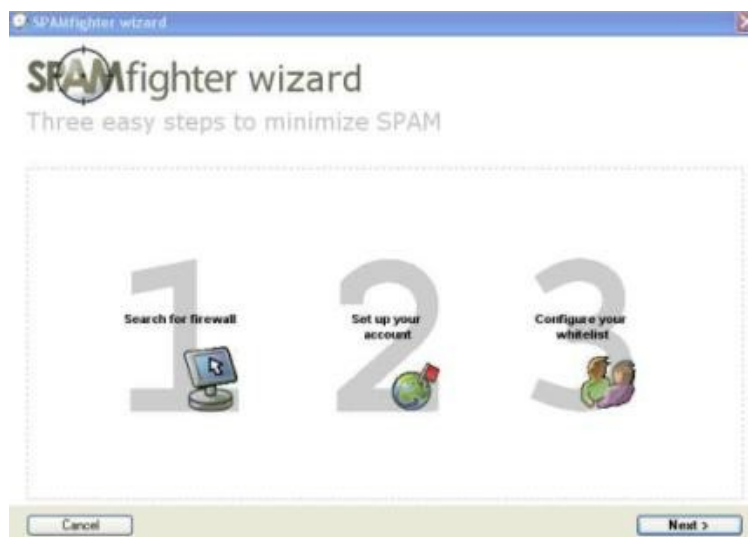 SPAMfighter wizard
SPAMfighter wizard
Three easy steps to minimize SPAM
1 2 3
Search for firewall
Set up your
account
Configure your
whitelist
Cancel
Next >